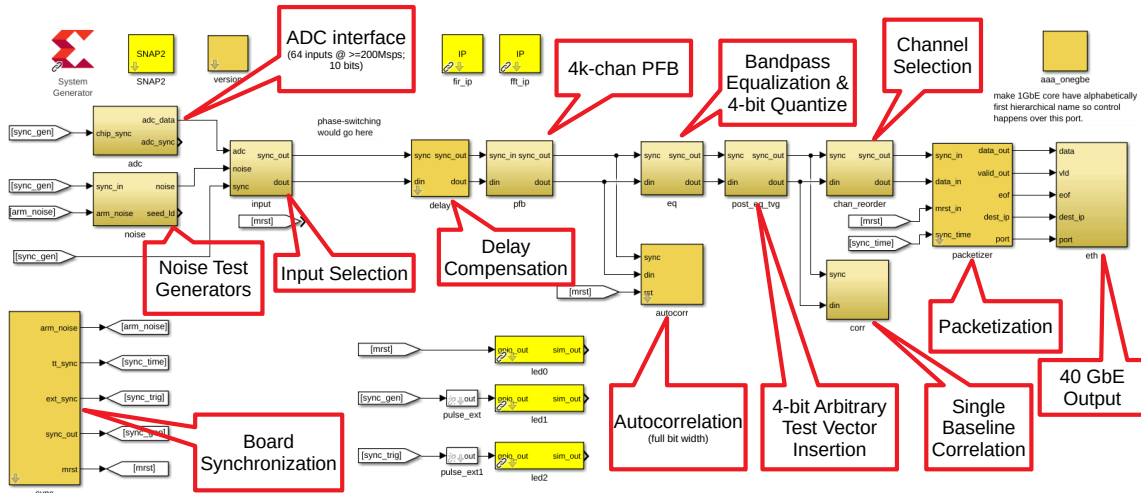 System
Generator
SNAP2
SNAP2
version
ADC interface
(64 inputs @ >=200Msps;
10 bits)
IP
fir_ip
IP
fft_ip
4k-chan PFB
Bandpass
Equalization &
4-bit Quantize
Channel
Selection
aaa_onegbe
make 1GbE core have alphabetically
first hierarchical name so control
happens over this port.
phase-switching
would go here
[sync_gen]
chip_sync
adc_data
adc_sync
adc
[sync_gen]
[arm_noise]
sync_in
arm_noise
noise
seed_ld
noise
[sync_gen]
adc
noise
sync
sync_out
dout
input
[mrst]
sync
din
sync_out
dout
delay
sync_in
din
sync_out
dout
pfb
sync
din
sync_out
dout
eq
sync
din
sync_out
dout
post_eq_tvg
sync
din
sync_out
dout
chan_reorder
[mrst]
[sync_time]
sync_in
data_in
mrst_in
sync_time
data_out
valid_out
eof
dest_ip
port
packetizer
data
vld
eof
dest_ip
port
eth
Noise Test
Generators
Input Selection
Delay
Compensation
[mrst]
sync
din
rst
autocorr
sync
din
corr
Packetization
40 GbE
Output
Autocorrelation
(full bit width)
4-bit Arbitrary
Test Vector
Insertion
Single
Baseline
Correlation
arm_noise
tt_sync
ext_sync
sync_out
mrst
[arm_noise]
[sync_time]
[sync_trig]
[sync_gen]
[mrst]
Board
Synchronization
[mrst]
gpio_out
sim_out
led0
[sync_gen]
out
pulse_ext
gpio_out
sim_out
led1
[sync_trig]
out
pulse_ext1
gpio_out
sim_out
led2